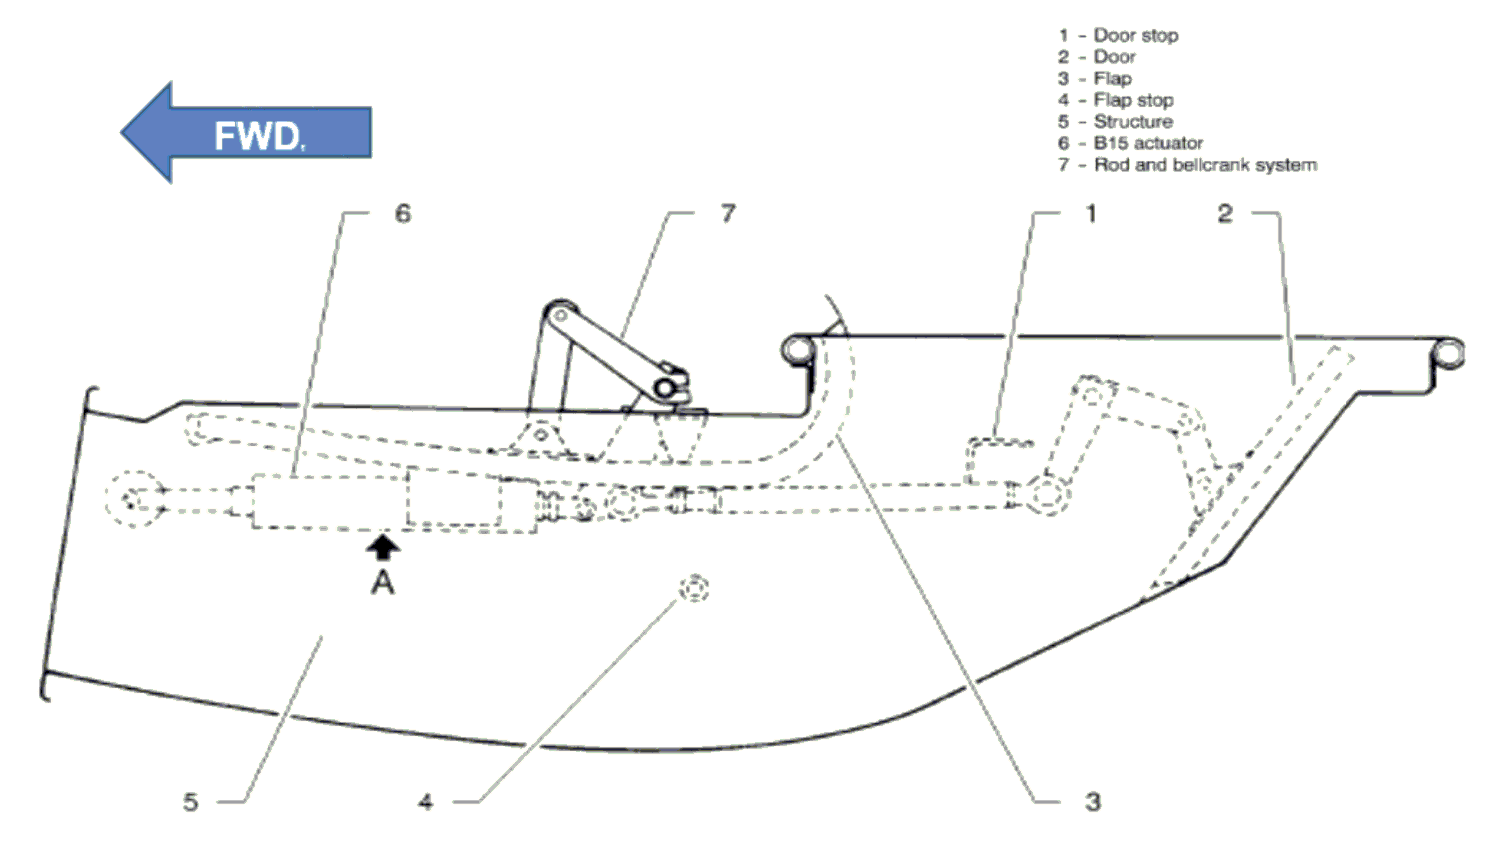 1 - Door stop
2 - Door
3 - Flap
4 - Flap stop
5 - Structure
6 - B15 actuator
7 - Rod and bellcrank system
FWD.
6
7
1
2
A
5
4
3